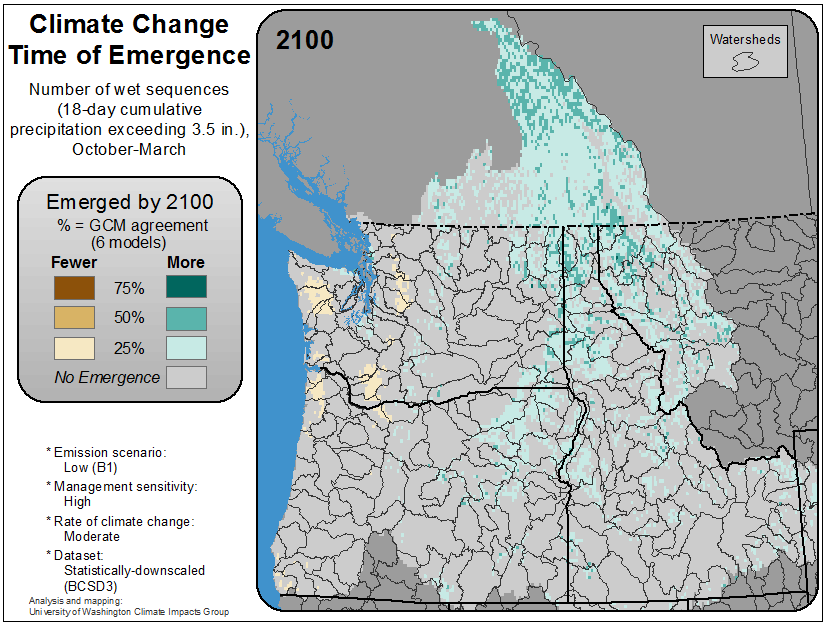 Climate Change
Time of Emergence
Number of wet sequences
(18-day cumulative
precipitation exceeding 3.5 in.),
October-March
Emerged by 2100
% = GCM agreement
(6 models)
Fewer More
75%
50%
25%
No Emergence
* Emission scenario:
Low (B1)
* Management sensitivity:
High
* Rate of climate change:
Moderate
* Dataset:
Statistically-downscaled
(BCSD3)
Analysis and mapping:
University of Washington Climate Impacts Group
2100
Watersheds